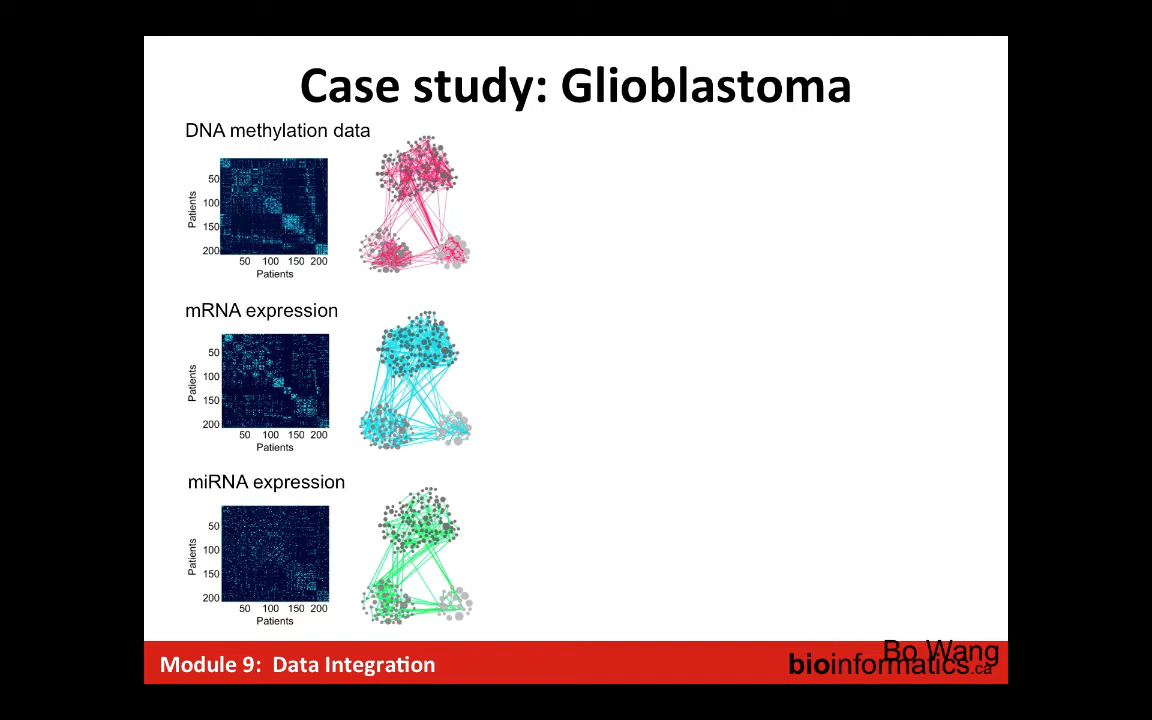 Case study: Glioblastoma
DNA methylation data
Patients
50
100
150
200
50 100 150 200
Patients
mRNA expression
Patients
50
100
150
200
50 100 150 200
Patients
miRNA expression
Patients
50
100
150
200
50 100 150 200
Patients
Module 9: Data Integration
Bo Wang
bioinformatics.ca